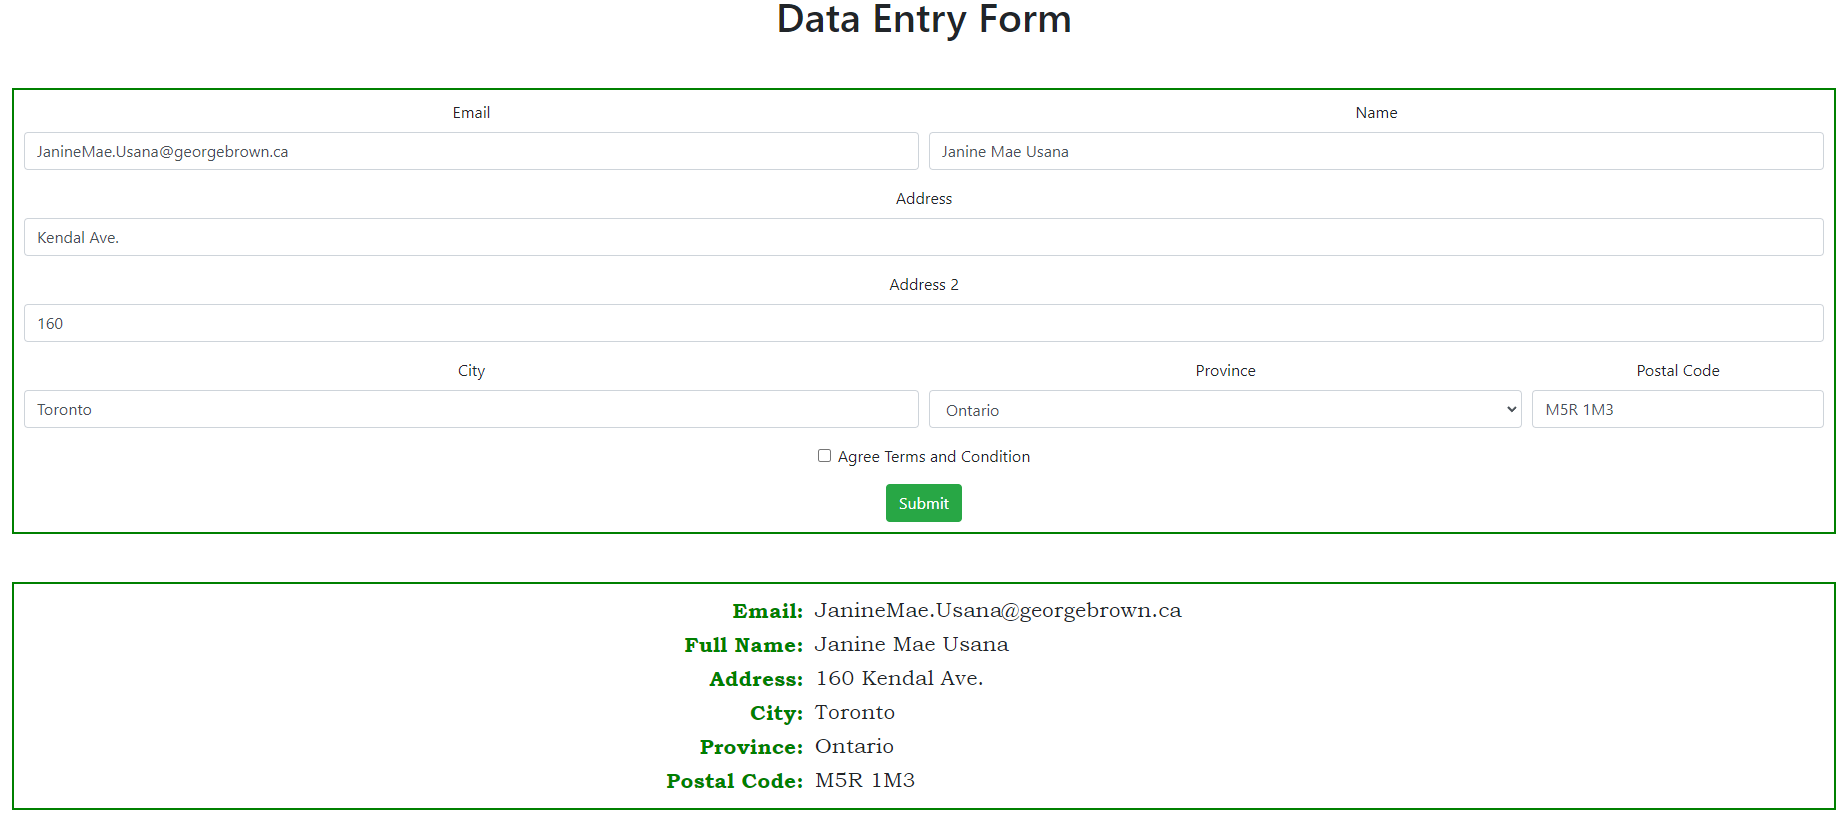 Data Entry Form
Email Name
JanineMae.Usana@georgebrown.ca Janine Mae Usana
Address
Kendal Ave.
Address 2
160
City Province Postal Code
Toronto Ontario M5R 1M3
Agree Terms and Condition
Submit
Email: JanineMae.Usana@georgebrown.ca
Full Name: Janine Mae Usana
Address: 160 Kendal Ave.
City: Toronto
Province: Ontario
Postal Code: M5R 1M3